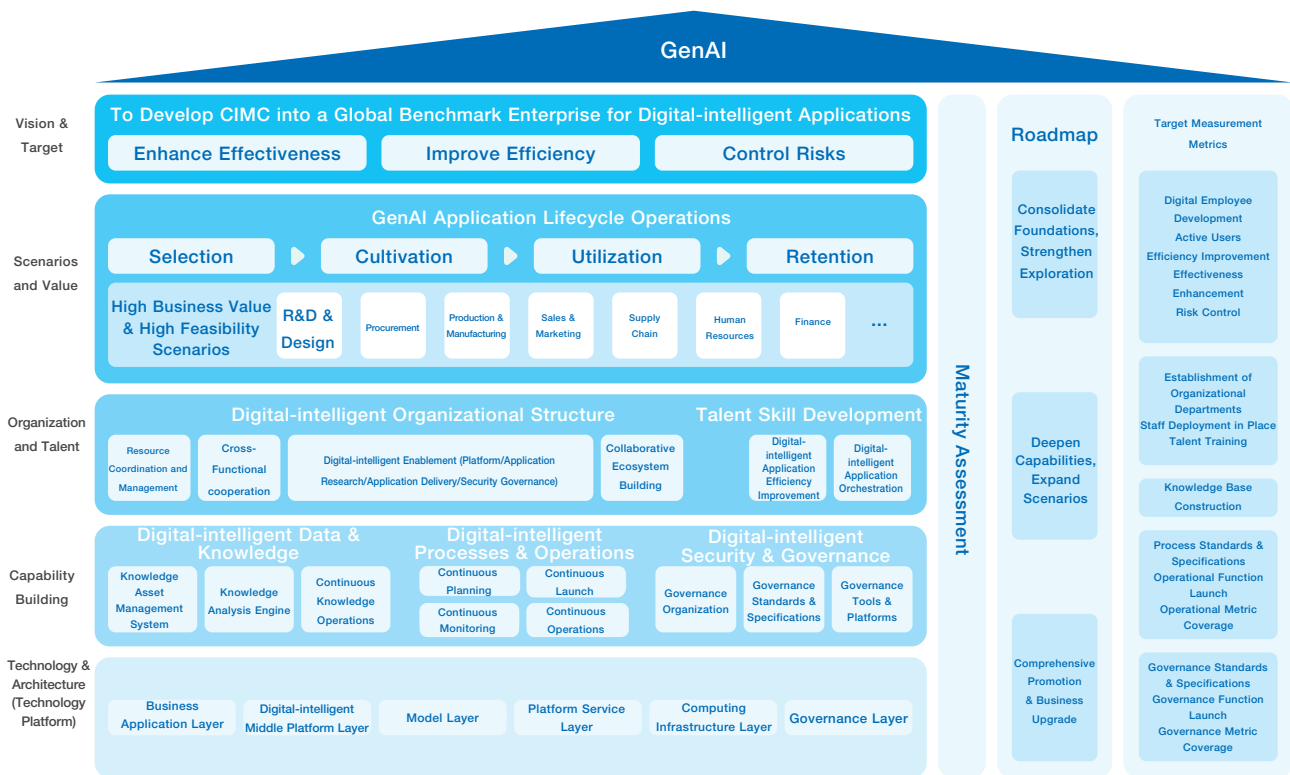 GenAI
Vision &
Target
To Develop CIMC into a Global Benchmark Enterprise for Digital-intelligent Applications
Enhance Effectiveness
Improve Efficiency
Control Risks
Scenarios
and Value
GenAI Application Lifecycle Operations
Selection
Cultivation
Utilization
Retention
High Business Value
& High Feasibility
Scenarios
R&D &
Design
Procurement
Production &
Manufacturing
Sales &
Marketing
Supply
Chain
Human
Resources
Finance
...
Organization
and Talent
Digital-intelligent Organizational Structure
Resource
Coordination and
Management
Cross-
Functional
cooperation
Digital-intelligent Enablement (Platform/Application
Research/Application Delivery/Security Governance)
Collaborative
Ecosystem
Building
Talent Skill Development
Digital-
intelligent
Application
Efficiency
Improvement
Digital-
intelligent
Application
Orchestration
Capability
Building
Digital-intelligent Data &
Knowledge
Knowledge
Asset
Management
System
Knowledge
Analysis Engine
Continuous
Knowledge
Operations
Digital-intelligent
Processes & Operations
Continuous
Planning
Continuous
Launch
Continuous
Monitoring
Continuous
Operations
Digital-intelligent
Security & Governance
Governance
Organization
Governance
Standards &
Specifications
Governance
Tools &
Platforms
Technology &
Architecture
(Technology
Platform)
Business
Application Layer
Digital-intelligent
Middle Platform Layer
Model Layer
Platform Service
Layer
Computing
Infrastructure Layer
Governance Layer
Maturity Assessment
Roadmap
Consolidate
Foundations,
Strengthen
Exploration
Deepen
Capabilities,
Expand
Scenarios
Comprehensive
Promotion
& Business
Upgrade
Target Measurement
Metrics
Digital Employee
Development
Active Users
Efficiency Improvement
Effectiveness
Enhancement
Risk Control
Establishment of
Organizational
Departments
Staff Deployment in Place
Talent Training
Knowledge Base
Construction
Process Standards &
Specifications
Operational Function
Launch
Operational Metric
Coverage
Governance Standards
& Specifications
Governance Function
Launch
Governance Metric
Coverage